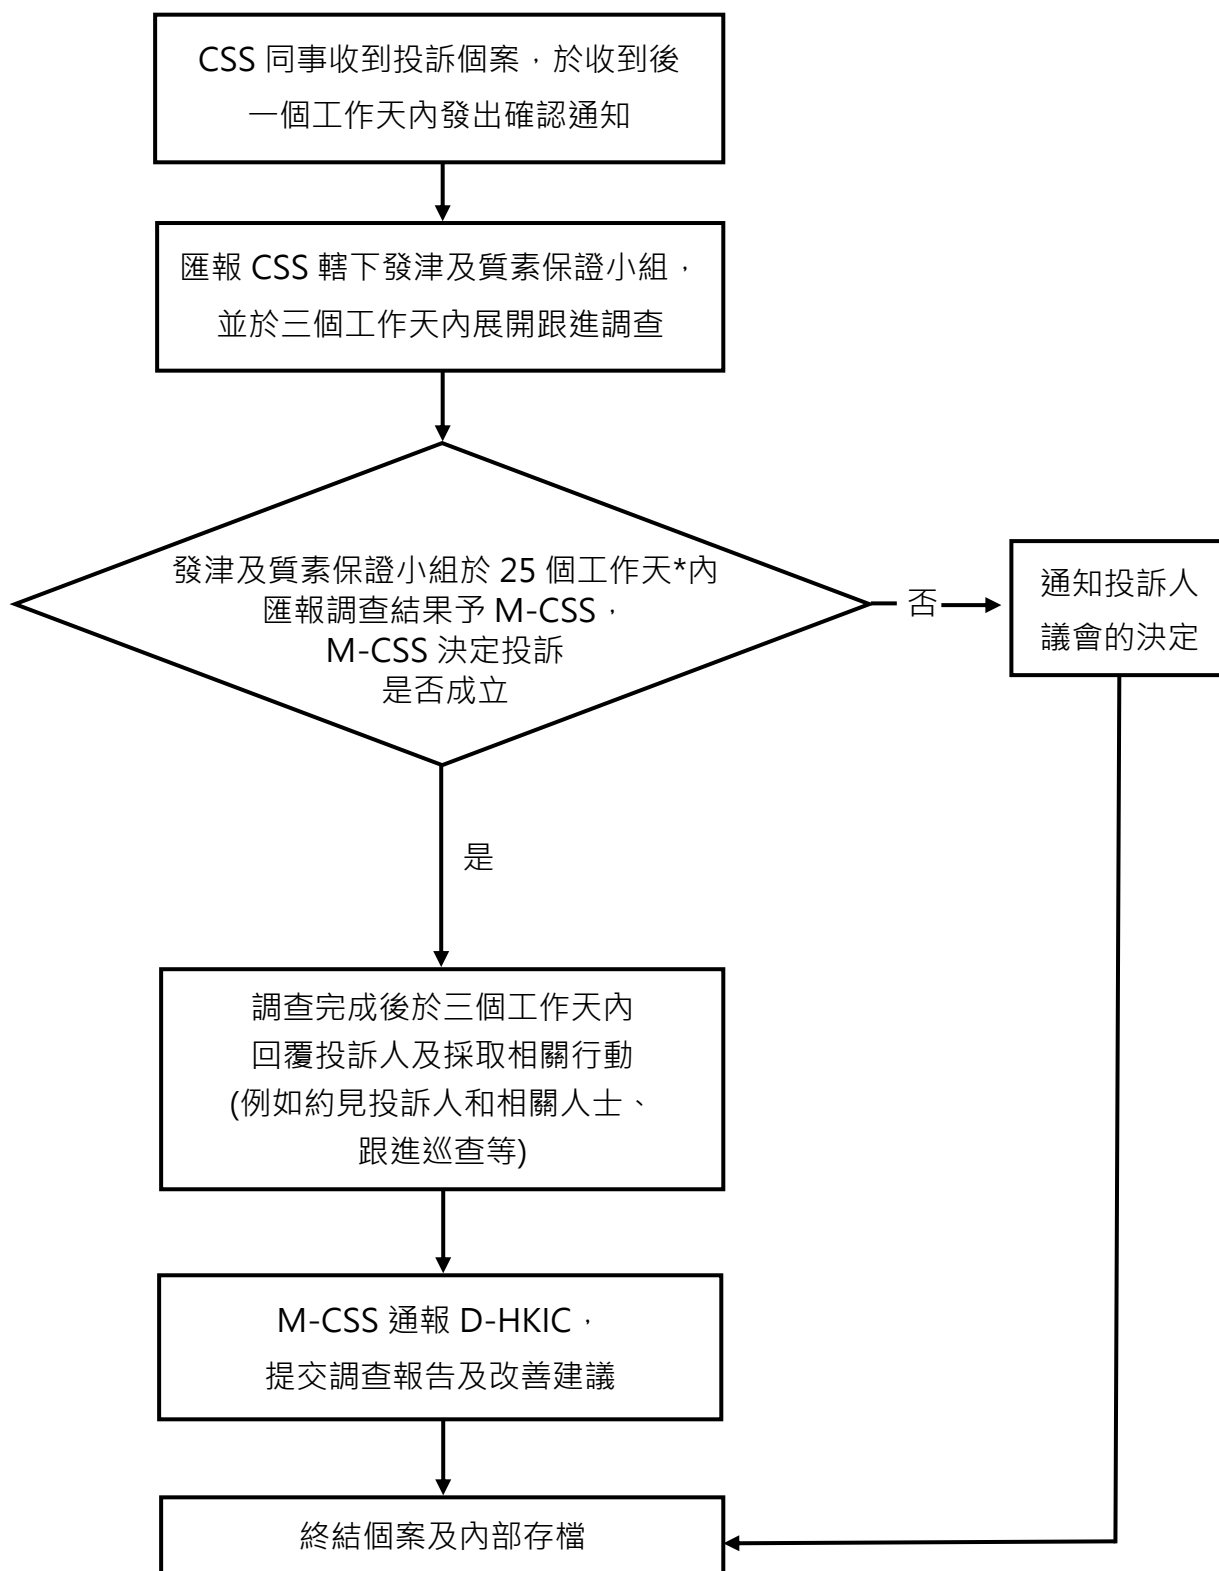 CSS 同事收到投訴個案，於收到後
一個工作天內發出確認通知
匯報 CSS 轄下發津及質素保證小組，
並於三個工作天內展開跟進調查
發津及質素保證小組於 25 個工作天*內
匯報調查結果予 M-CSS，
M-CSS 決定投訴
是否成立
否
通知投訴人
議會的決定
是
調查完成後於三個工作天內
回覆投訴人及採取相關行動
(例如約見投訴人和相關人士、
跟進巡查等)
M-CSS 通報 D-HKIC，
提交調查報告及改善建議
終結個案及內部存檔